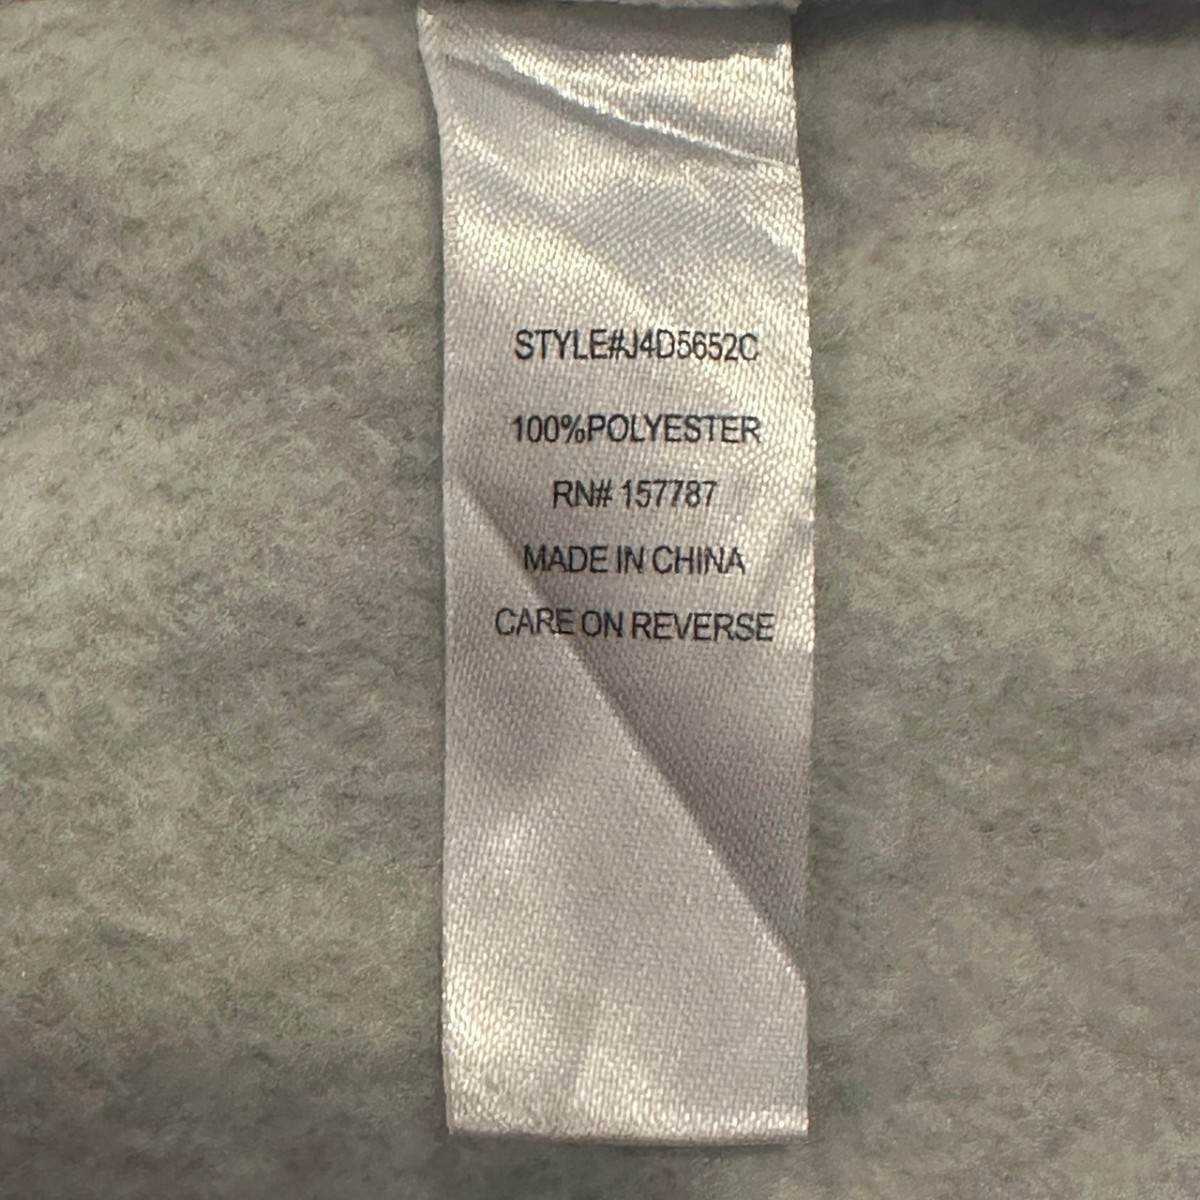 STYLE#J4D5652C
100%POLYESTER
RN# 157787
MADE IN CHINA
CARE ON REVERSE